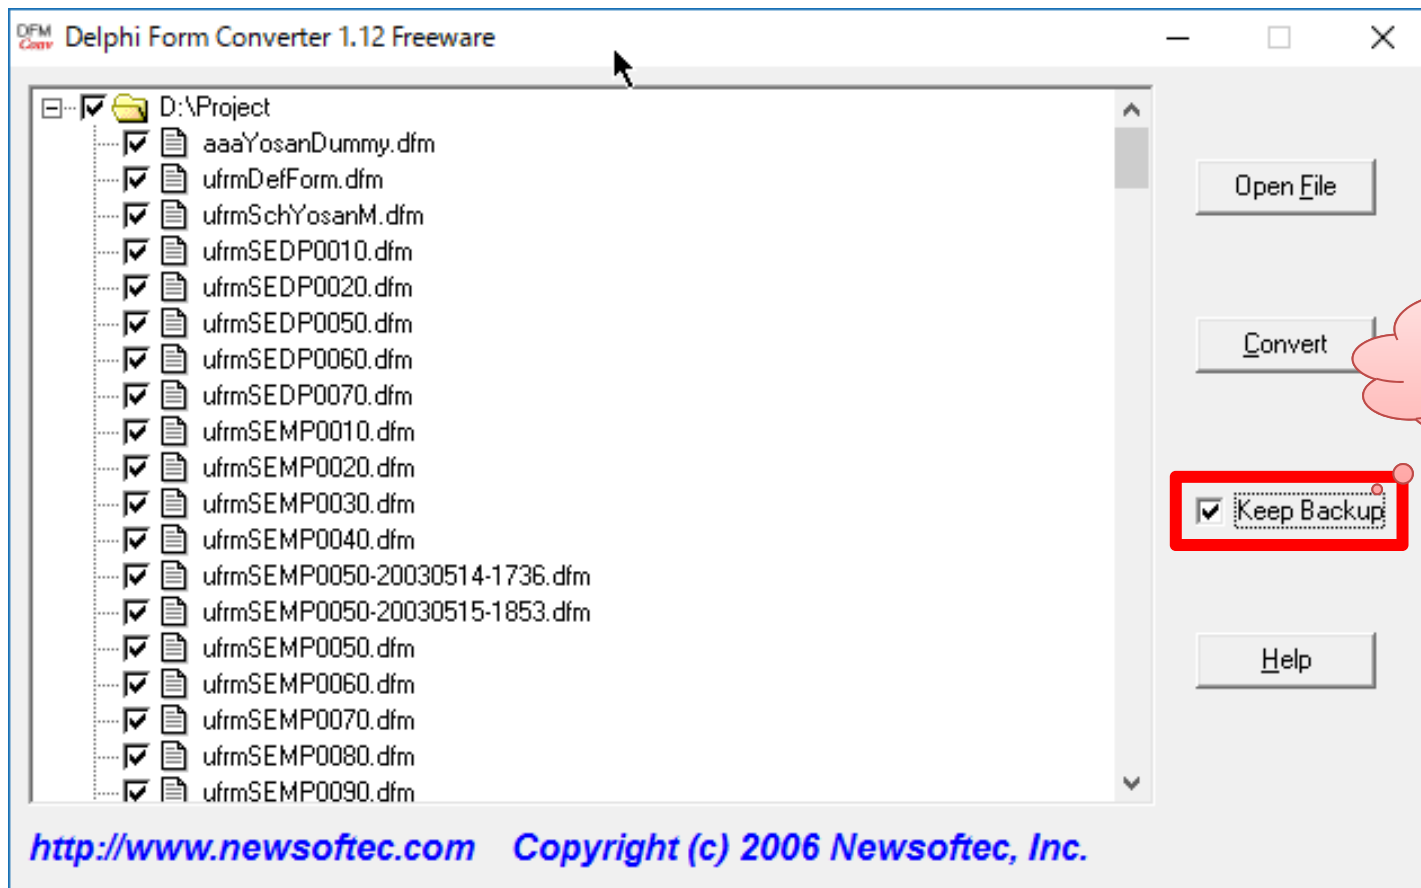 DFM Conv Delphi Form Converter 1.12 Freeware
D:\Project
aaaYosanDummy.dfm
ufrmDefForm.dfm
ufrmSchYosanM.dfm
ufrmSEDP0010.dfm
ufrmSEDP0020.dfm
ufrmSEDP0050.dfm
ufrmSEDP0060.dfm
ufrmSEDP0070.dfm
ufrmSEMP0010.dfm
ufrmSEMP0020.dfm
ufrmSEMP0030.dfm
ufrmSEMP0040.dfm
ufrmSEMP0050-20030514-1736.dfm
ufrmSEMP0050-20030515-1853.dfm
ufrmSEMP0050.dfm
ufrmSEMP0060.dfm
ufrmSEMP0070.dfm
ufrmSEMP0080.dfm
ufrmSEMP0090.dfm
Open File
Convert
Keep Backup
Help
http://www.newsoftec.com Copyright (c) 2006 Newsoftec, Inc.